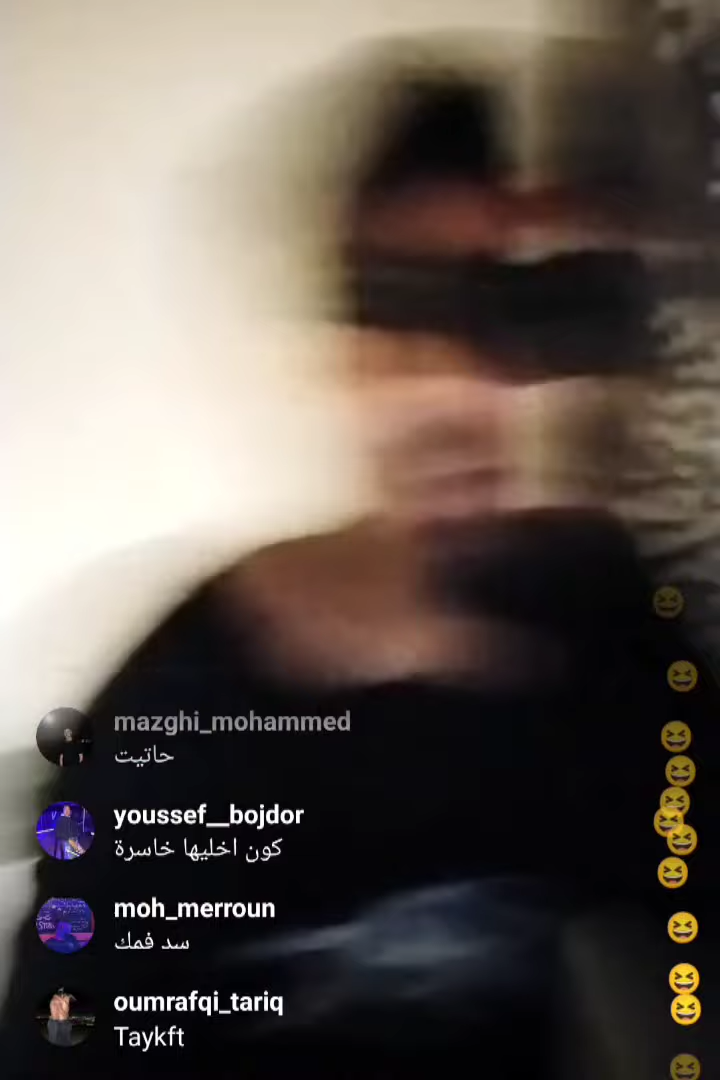 mazghi_mohammed
حاتيت
youssef__bojdor
كون اخليها خاسرة
moh_merroun
سد فمك
oumrafqi_tariq
Taykft